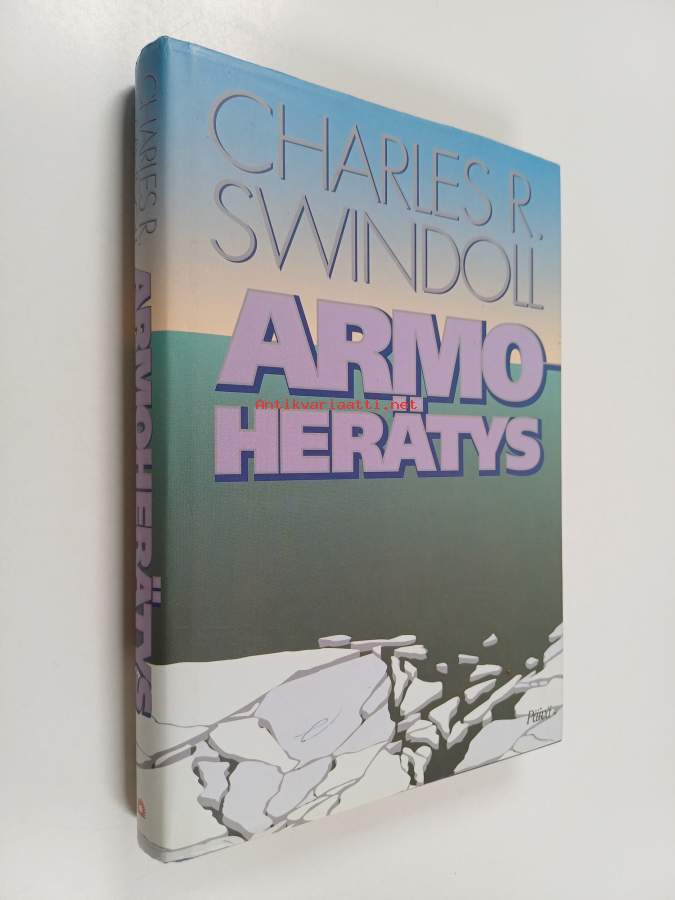 CHARLES R.
SWINDOLL
ARMO
Antikvariaatti.net
HERÄTYS
Päivä
CHARLES R.
ARMOHERÄTYS